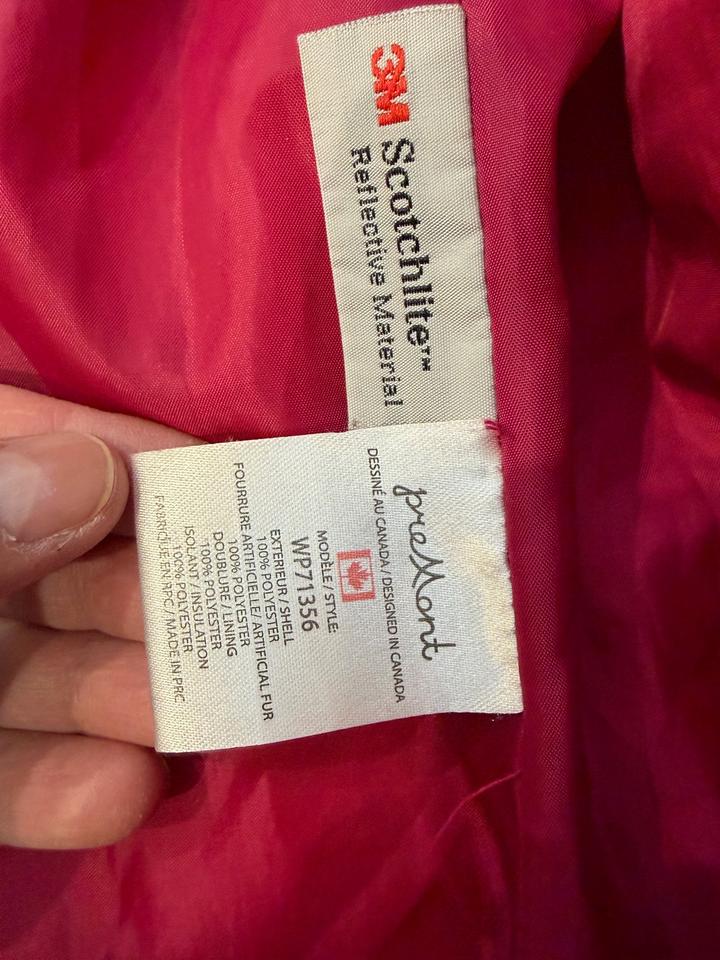 3M Scotchlite™
Reflective Material
preMont
DESSINÉ AU CANADA / DESIGNED IN CANADA
MODÈLE / STYLE:
WP71356
EXTERIEUR / SHELL
100% POLYESTER
FOURRURE ARTIFICIELLE/ ARTIFICIAL FUR
100% POLYESTER
DOUBLURE / LINING
100% POLYESTER
ISOLANT / INSULATION
100% POLYESTER
FABRIQUE EN RPC / MADE IN PRC